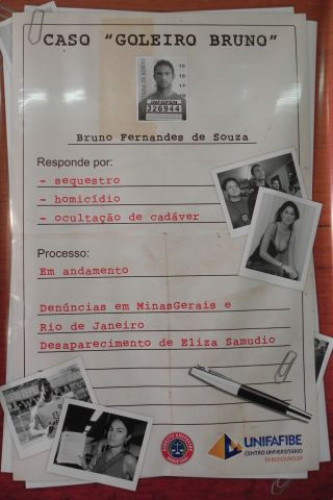 CASO "GOLEIRO BRUNO"
326944
Bruno Fernandes de Souza
Responde por:
- sequestro
- homicídio
- ocultação de cadáver
Processo:
Em andamento
Denúncias em MinasGerais e
Rio de Janeiro
Desaparecimento de Eliza Samudio
UNIFAFIBE
CENTRO UNIVERSITÁRIO